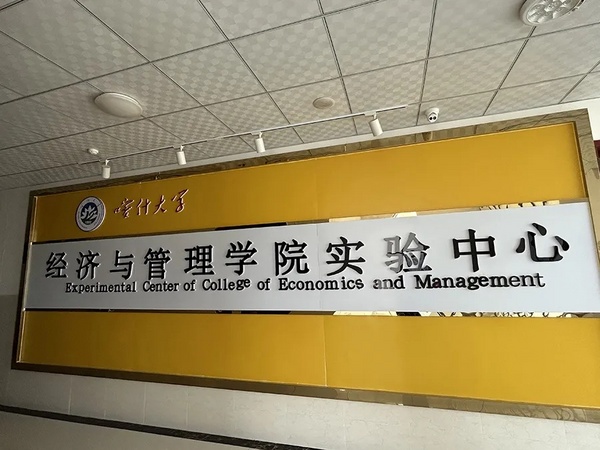 喀什大学
经济与管理学院实验中心
Experimental Center of College of Economics and Management